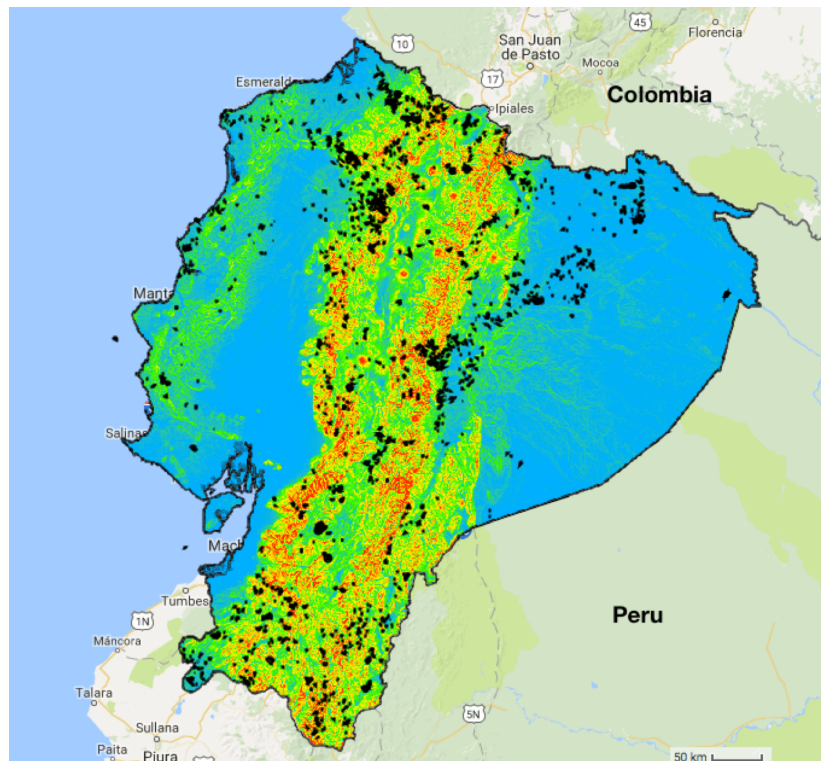 45
Florencia
10
San Juan
de Pasto
Mocoa
17
Esmeralda
Ipiales
Colombia
Manta
Salinas
Mach
Tumbes
1N
Peru
Máncora
Talara
5N
Sullana
Paita
Piura
50 km